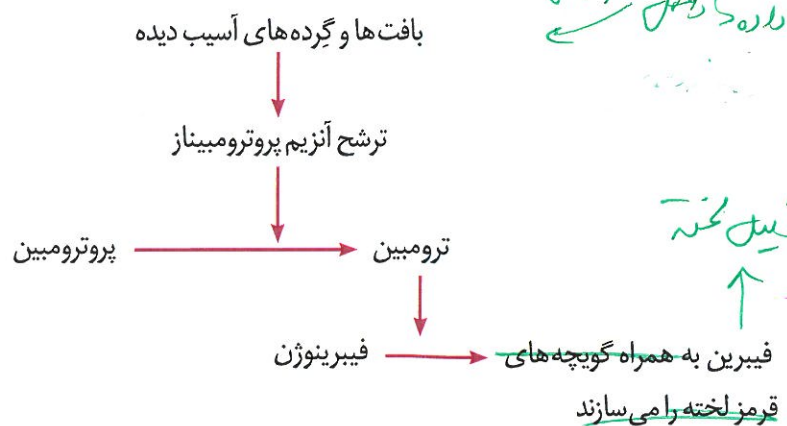 بافت‌ها و گِرده‌های آسیب دیده
ترشح آنزیم پروترومبیناز
پروترومبین
ترومبین
فیبرینوژن
فیبرین به همراه گویچه‌های
قرمز لخته را می‌سازند
لخته